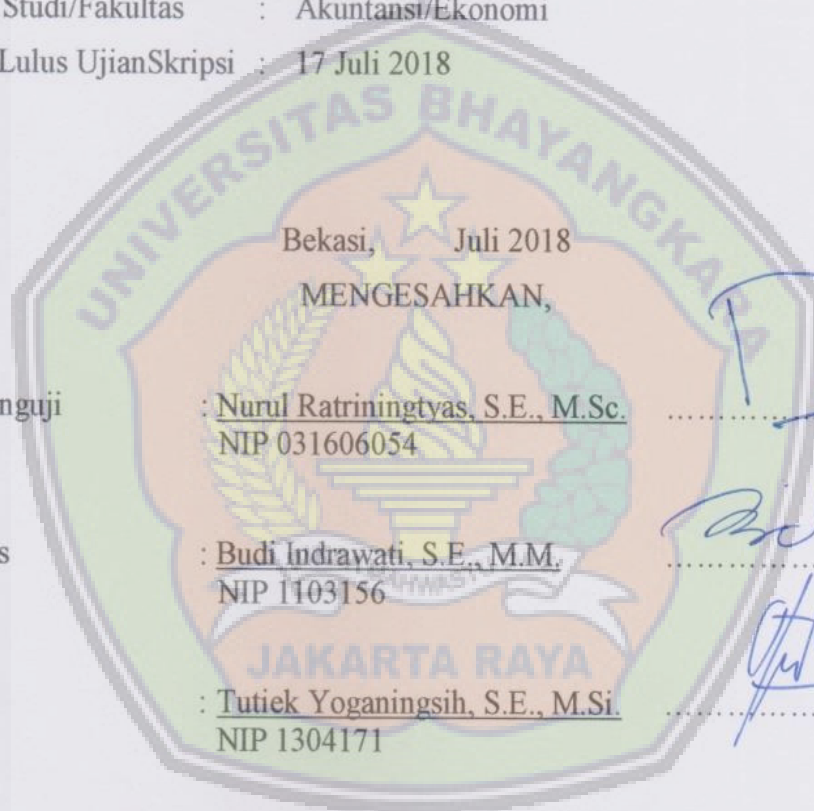 Studi/Fakultas : Akuntansi/Ekonomi
Lulus UjianSkripsi : 17 Juli 2018
UNIVERSITAS BHAYANGKARA
Bekasi, Juli 2018
MENGESAHKAN,
nguji : Nurul Ratriningtyas, S.E., M.Sc. ............
NIP 031606054
s : Budi Indrawati, S.E., M.M. ............
NIP 1103156
JAKARTA RAYA
: Tutiek Yoganingsih, S.E., M.Si. ............
NIP 1304171